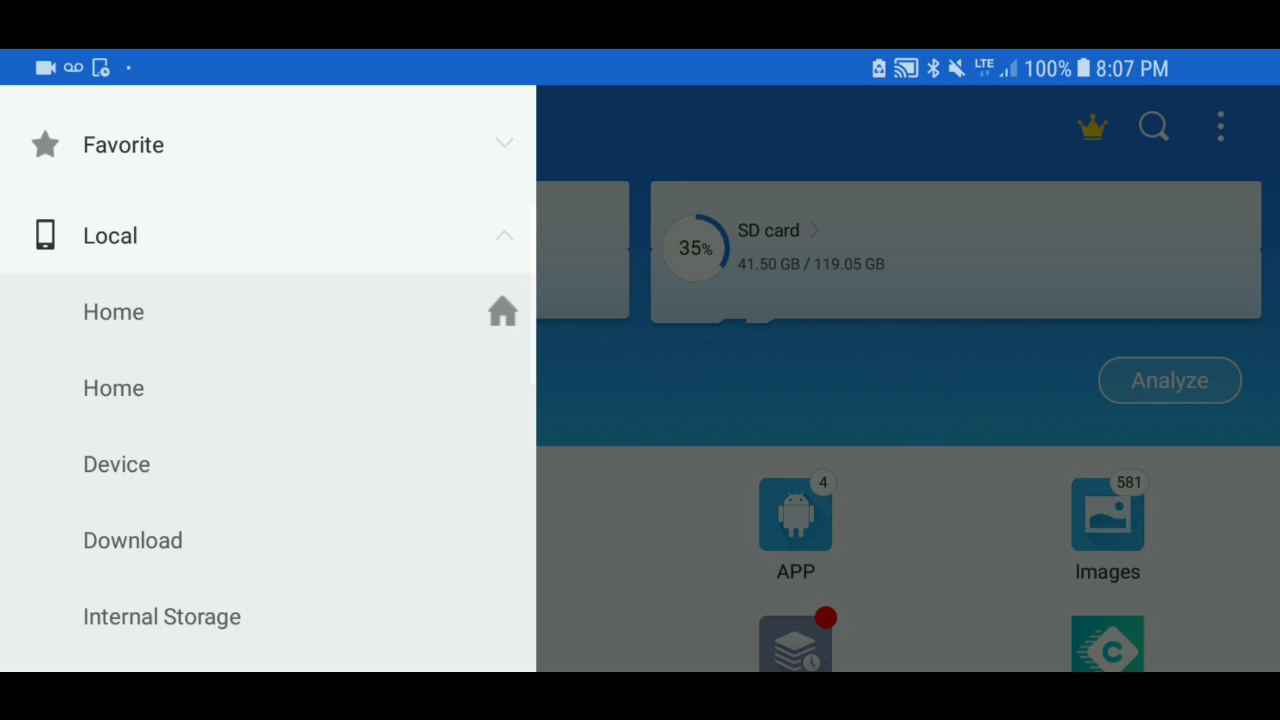 LTE 100% 8:07 PM
Favorite
Local
Home
Home
Device
Download
Internal Storage
35%
SD card
41.50 GB / 119.05 GB
Analyze
4
581
APP
Images
C